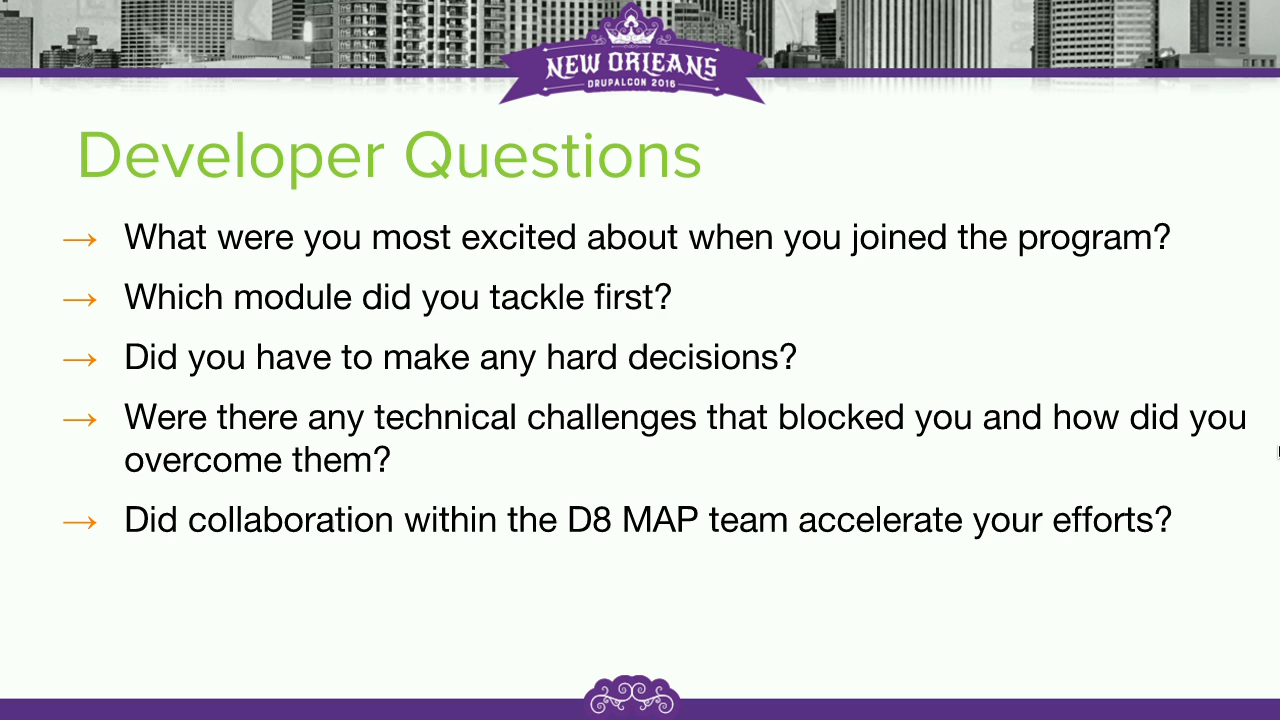 NEW ORLEANS
DRUPALCON 2016
Developer Questions
→ What were you most excited about when you joined the program?
→ Which module did you tackle first?
→ Did you have to make any hard decisions?
→ Were there any technical challenges that blocked you and how did you
overcome them?
→ Did collaboration within the D8 MAP team accelerate your efforts?